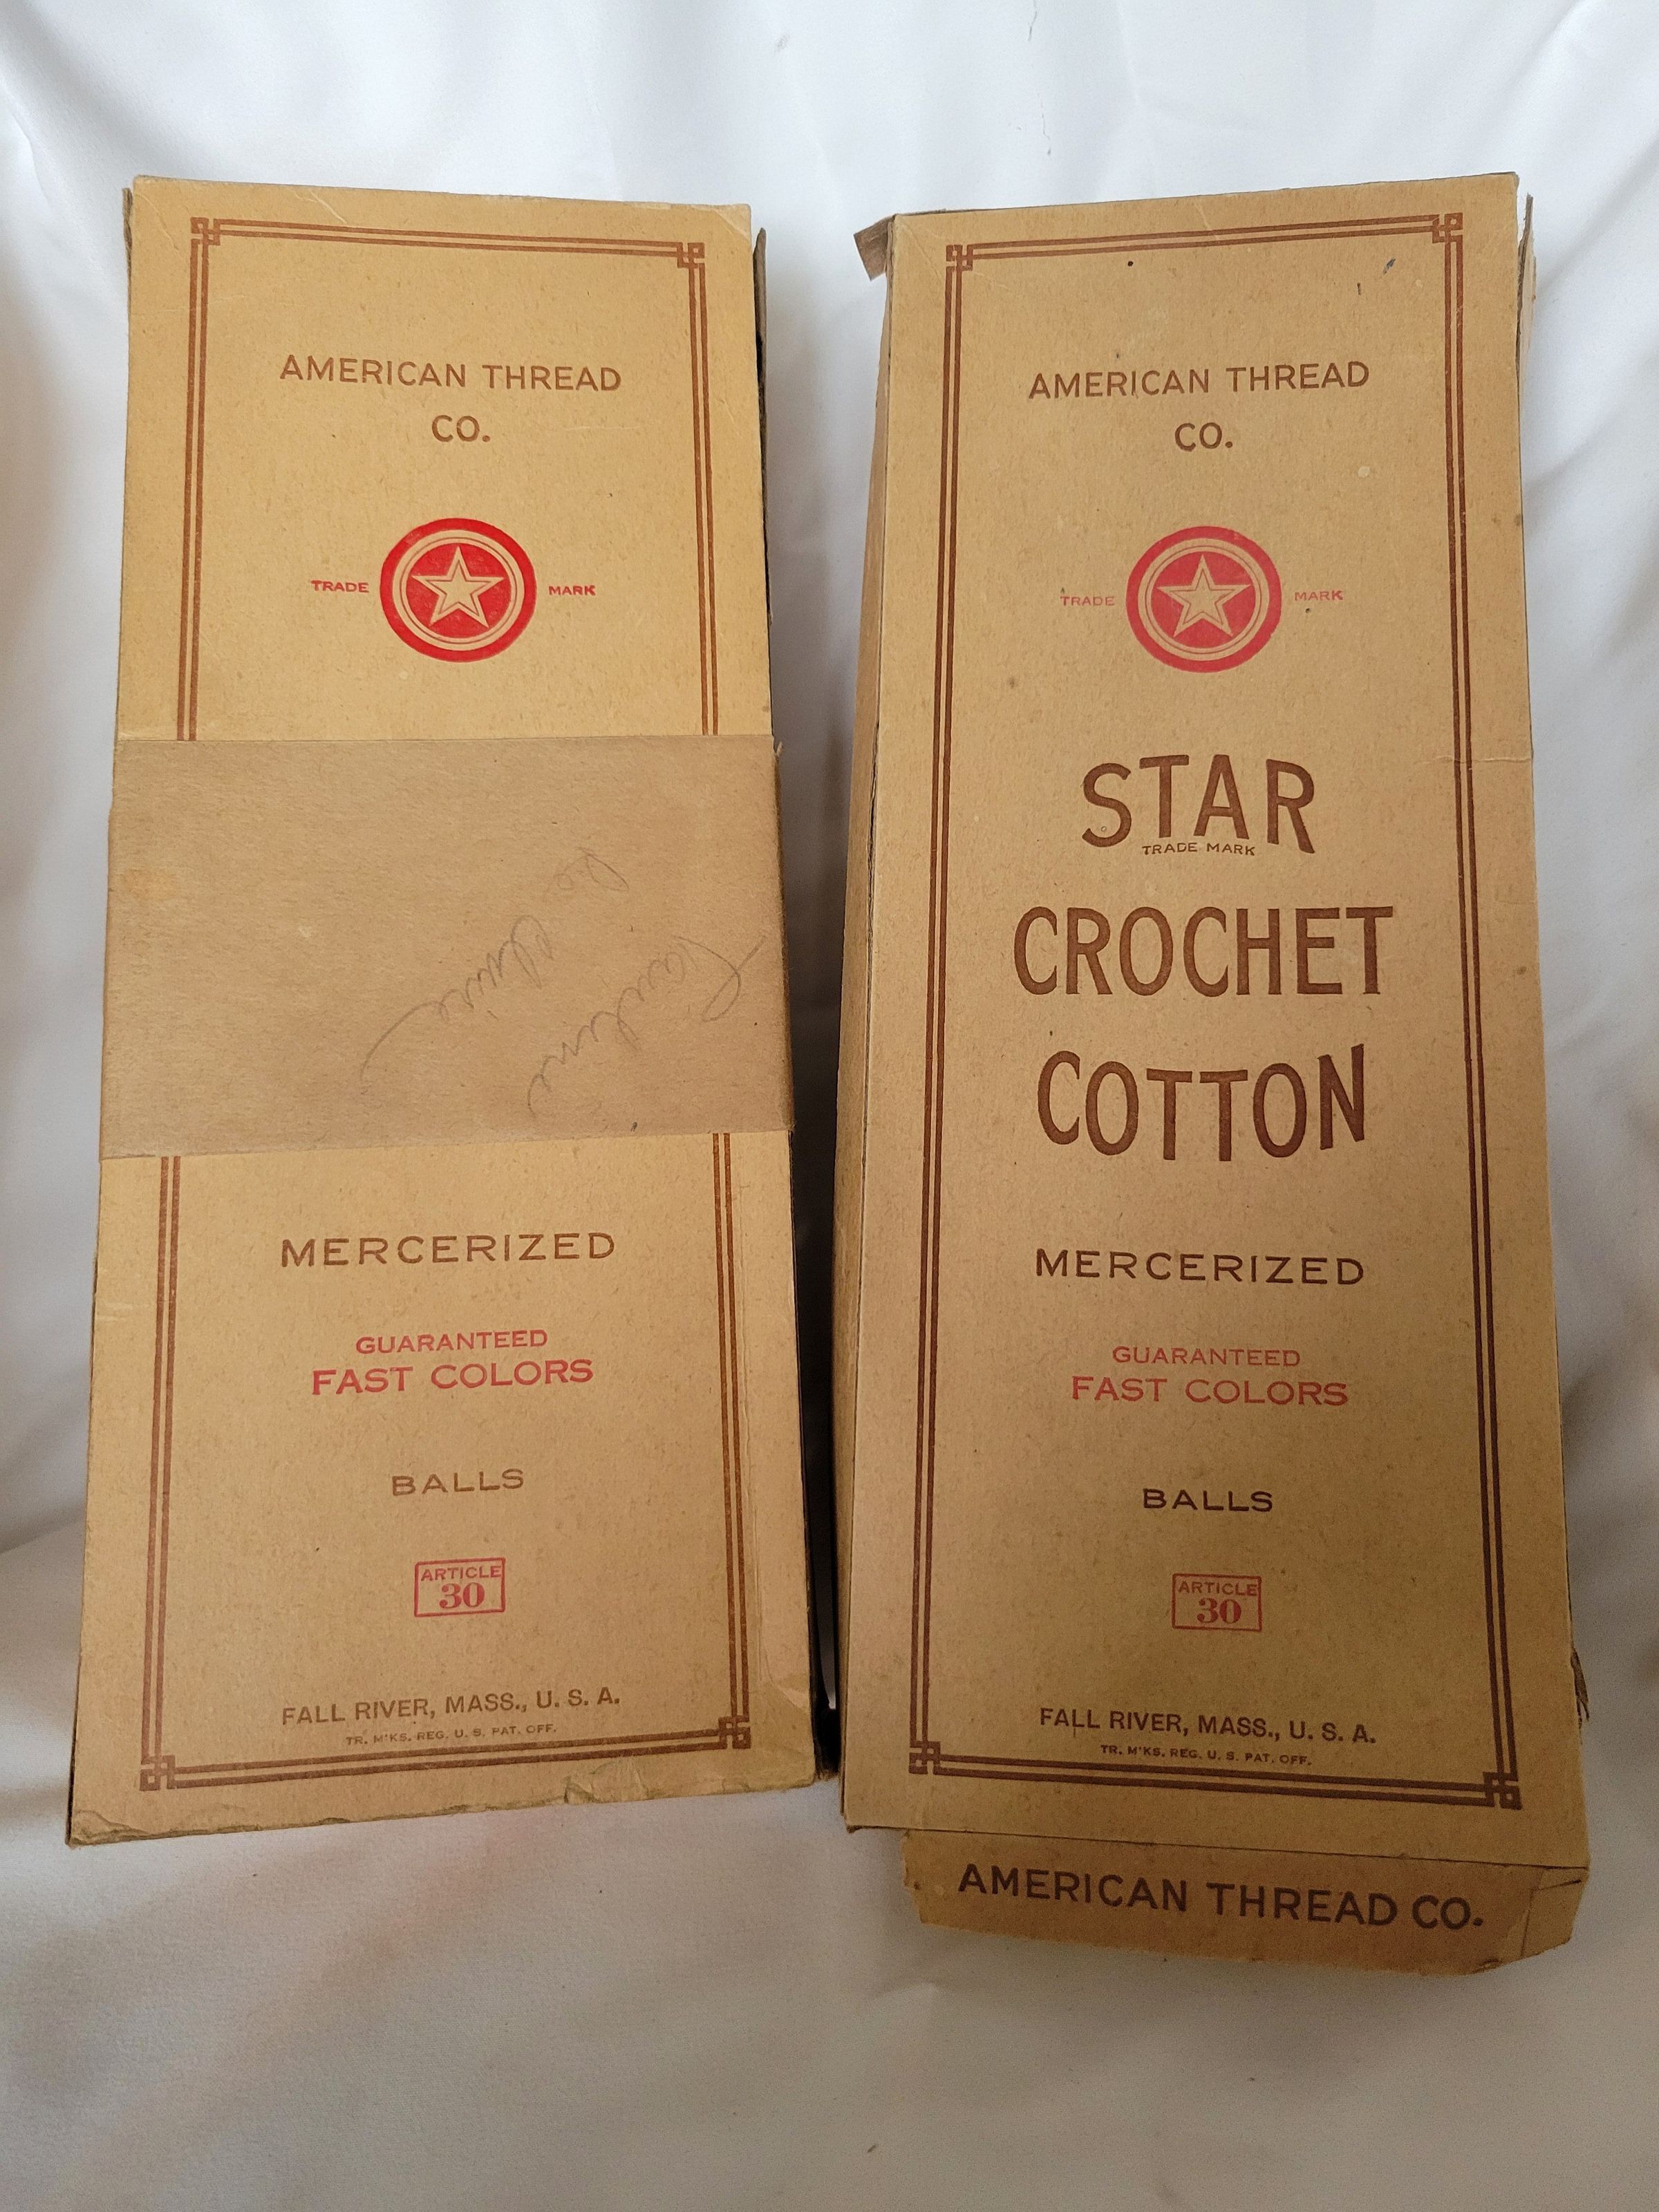 AMERICAN THREAD
CO.
TRADE MARK
MERCERIZED
GUARANTEED
FAST COLORS
BALLS
ARTICLE
30
FALL RIVER, MASS., U. S. A.
TR. M'KS. REG. U. S. PAT. OFF.
AMERICAN THREAD
CO.
TRADE MARK
STAR
TRADE MARK
CROCHET
COTTON
MERCERIZED
GUARANTEED
FAST COLORS
BALLS
ARTICLE
30
FALL RIVER, MASS., U. S. A.
TR. M'KS. REG. U. S. PAT. OFF.
AMERICAN THREAD CO.